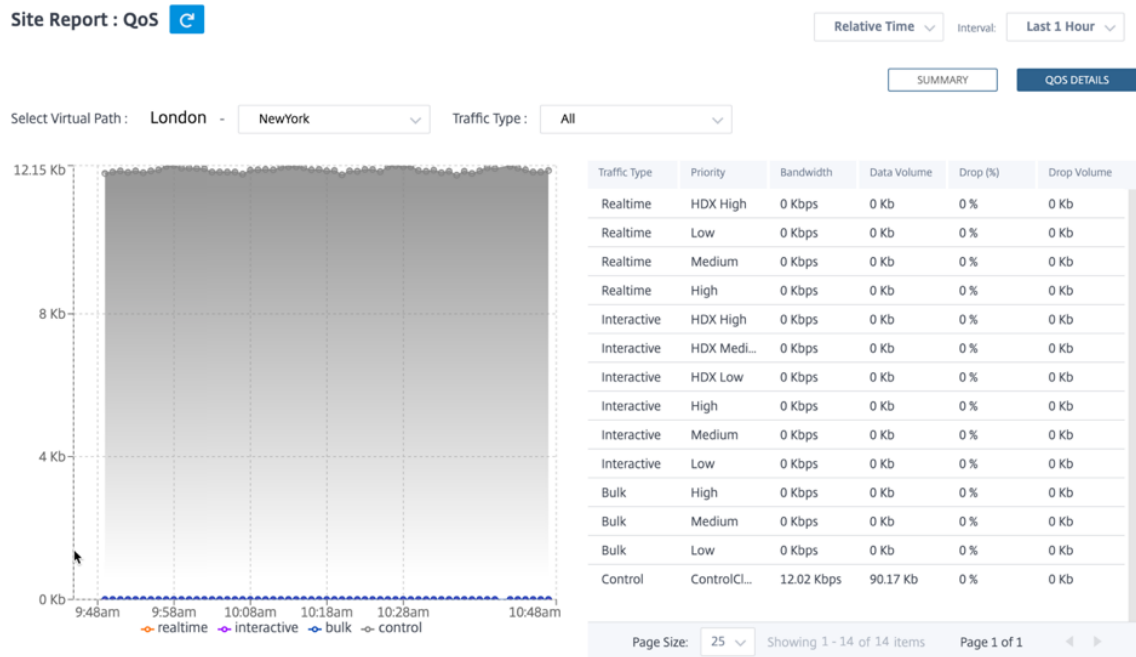 Site Report : QoS
Relative Time Interval: Last 1 Hour
SUMMARY QOS DETAILS
Select Virtual Path : London - NewYork Traffic Type : All
12.15 Kb
8 Kb
4 Kb
0 Kb
9:48am 9:58am 10:08am 10:18am 10:28am 10:48am
realtime interactive bulk control
Traffic Type Priority Bandwidth Data Volume Drop (%) Drop Volume
Realtime HDX High 0 Kbps 0 Kb 0 % 0 Kb
Realtime Low 0 Kbps 0 Kb 0 % 0 Kb
Realtime Medium 0 Kbps 0 Kb 0 % 0 Kb
Realtime High 0 Kbps 0 Kb 0 % 0 Kb
Interactive HDX High 0 Kbps 0 Kb 0 % 0 Kb
Interactive HDX Medi... 0 Kbps 0 Kb 0 % 0 Kb
Interactive HDX Low 0 Kbps 0 Kb 0 % 0 Kb
Interactive High 0 Kbps 0 Kb 0 % 0 Kb
Interactive Medium 0 Kbps 0 Kb 0 % 0 Kb
Interactive Low 0 Kbps 0 Kb 0 % 0 Kb
Bulk High 0 Kbps 0 Kb 0 % 0 Kb
Bulk Medium 0 Kbps 0 Kb 0 % 0 Kb
Bulk Low 0 Kbps 0 Kb 0 % 0 Kb
Control ControlCl... 12.02 Kbps 90.17 Kb 0 % 0 Kb
Page Size: 25 Showing 1 - 14 of 14 items Page 1 of 1